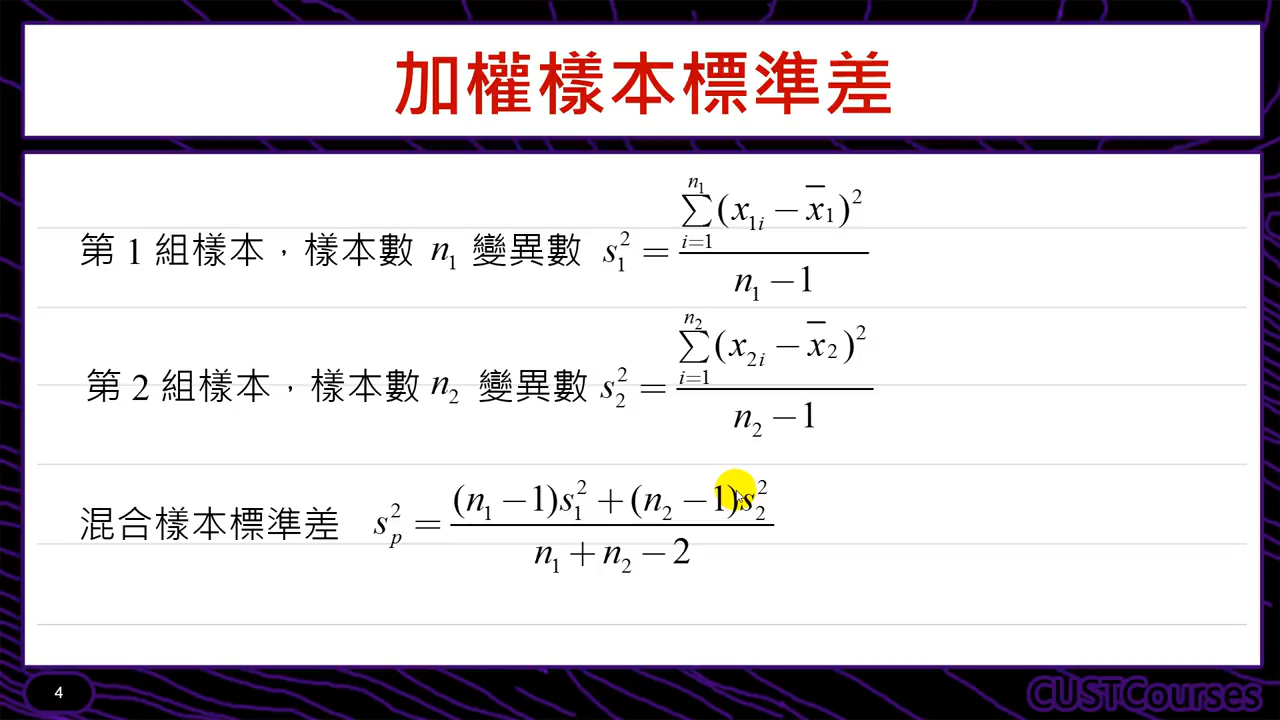 加權樣本標準差
第 1 組樣本，樣本數 n₁ 變異數 s₁² = ∑_{i=1}^{n₁}(x₁ᵢ − x̄₁)² / (n₁ − 1)
第 2 組樣本，樣本數 n₂ 變異數 s₂² = ∑_{i=1}^{n₂}(x₂ᵢ − x̄₂)² / (n₂ − 1)
混合樣本標準差 sₚ² = ((n₁ − 1)s₁² + (n₂ − 1)s₂²) / (n₁ + n₂ − 2)
4
CUSTCourses